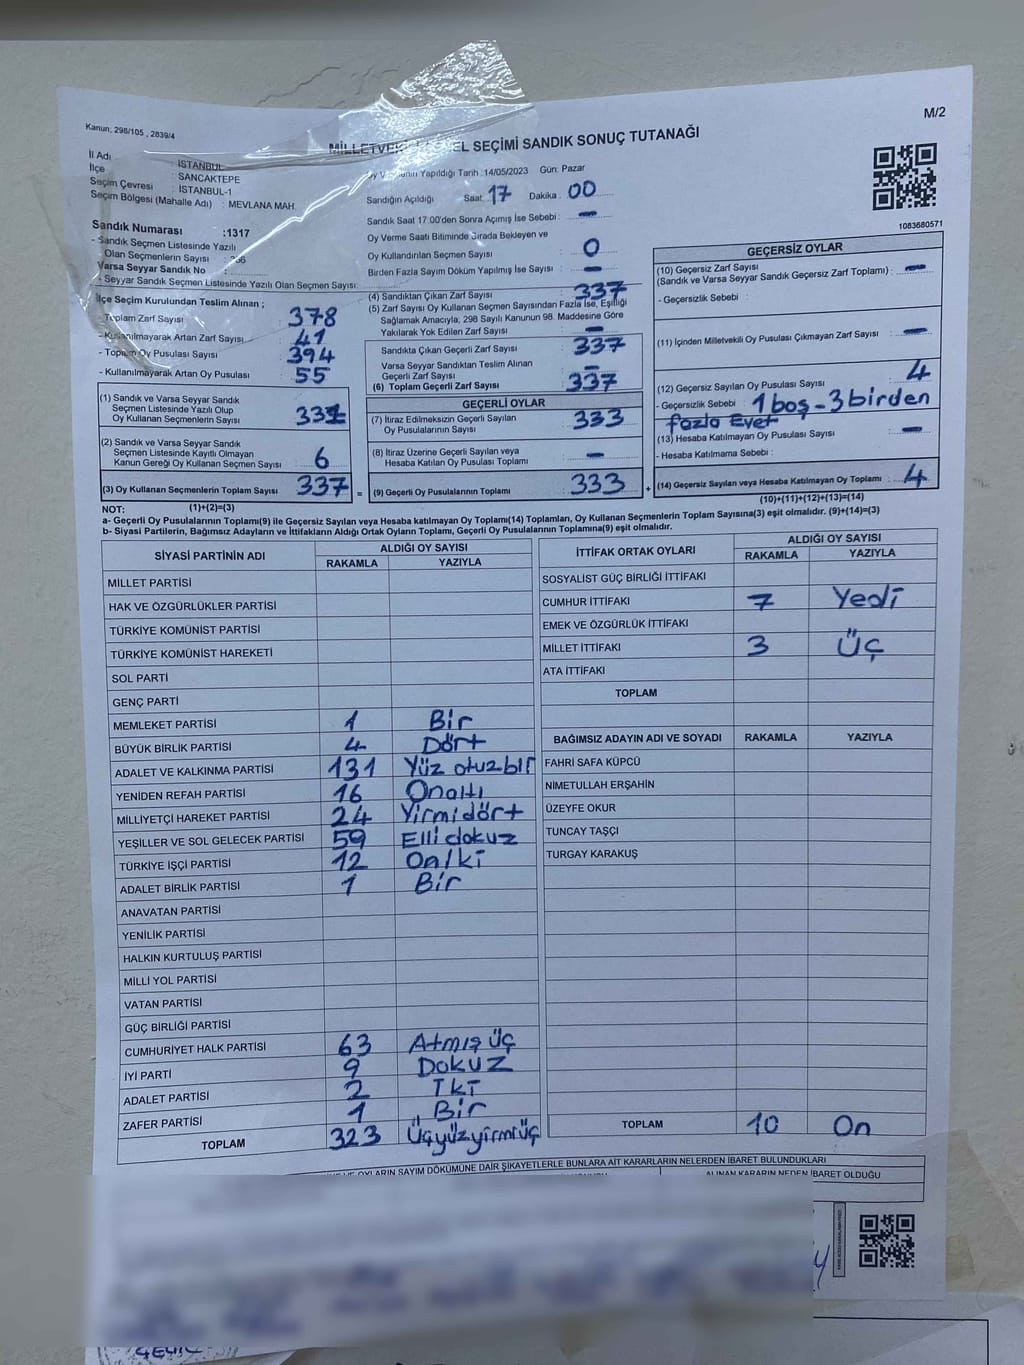 M/2
Kanun, 298/105 , 2839/4
SEÇİMİ SANDIK SONUÇ TUTANAĞI
İl Adı : İSTANBUL
İlçe : SANCAKTEPE
Seçim Çevresi : İSTANBUL-1
Seçim Bölgesi (Mahalle Adı) : MEVLANA MAH.
Sandık Numarası :1317
- Sandık Seçmen Listesinde Yazılı
Olan Seçmenlerin Sayısı :
Varsa Seyyar Sandık No :
- Seyyar Sandık Seçmen Listesinde Yazılı Olan Seçmen Sayısı:
İlçe Seçim Kurulundan Teslim Alınan ;
- Toplam Zarf Sayısı : 378
- Kullanılmayarak Artan Zarf Sayısı : 41
- Toplam Oy Pusulası Sayısı : 394
- Kullanılmayarak Artan Oy Pusulası : 55
(1) Sandık ve Varsa Seyyar Sandık
Seçmen Listesinde Yazılı Olup
Oy Kullanan Seçmenlerin Sayısı : 331
(2) Sandık ve Varsa Seyyar Sandık
Seçmen Listesinde Kayıtlı Olmayan
Kanun Gereği Oy Kullanan Seçmen Sayısı : 6
(3) Oy Kullanan Seçmenlerin Toplam Sayısı : 337 =
(1)+(2)=(3)
Oy Verilmenin Yapıldığı Tarih :14/05/2023 Gün: Pazar
Sandığın Açıldığı Saat : 17 Dakika : 00
Sandık Saat 17.00'den Sonra Açılmış İse Sebebi : -
Oy Verme Saati Bitiminde Sırada Bekleyen ve
Oy Kullandırılan Seçmen Sayısı : 0
Birden Fazla Sayım Döküm Yapılmış İse Sayısı : -
(4) Sandıktan Çıkan Zarf Sayısı : 337
(5) Zarf Sayısı Oy Kullanan Seçmen Sayısından Fazla İse, Eşitliği
Sağlamak Amacıyla, 298 Sayılı Kanunun 98. Maddesine Göre
Yakılarak Yok Edilen Zarf Sayısı : -
Sandıkta Çıkan Geçerli Zarf Sayısı : 337
Varsa Seyyar Sandıktan Teslim Alınan
Geçerli Zarf Sayısı : -
(6) Toplam Geçerli Zarf Sayısı : 337
GEÇERLİ OYLAR
(7) İtiraz Edilmeksizin Geçerli Sayılan
Oy Pusulalarının Sayısı : 333
(8) İtiraz Üzerine Geçerli Sayılan veya
Hesaba Katılan Oy Pusulası Toplamı : -
(9) Geçerli Oy Pusulalarının Toplamı : 333 +
1083680571
GEÇERSİZ OYLAR
(10) Geçersiz Zarf Sayısı
(Sandık ve Varsa Seyyar Sandık Geçersiz Zarf Toplamı) : -
- Geçersizlik Sebebi :
(11) İçinden Milletvekili Oy Pusulası Çıkmayan Zarf Sayısı : -
(12) Geçersiz Sayılan Oy Pusulası Sayısı : 4
- Geçersizlik Sebebi : 1 boş - 3 birden
fazla Evet
(13) Hesaba Katılmayan Oy Pusulası Sayısı : -
- Hesaba Katılmama Sebebi :
(14) Geçersiz Sayılan veya Hesaba Katılmayan Oy Toplamı : 4
(10)+(11)+(12)+(13)=(14)
NOT:
a- Geçerli Oy Pusulalarının Toplamı(9) ile Geçersiz Sayılan veya Hesaba katılmayan Oy Toplamı(14) Toplamları, Oy Kullanan Seçmenlerin Toplam Sayısına(3) eşit olmalıdır. (9)+(14)=(3)
b- Siyasi Partilerin, Bağımsız Adayların ve İttifakların Aldığı Ortak Oyların Toplamı, Geçerli Oy Pusulalarının Toplamına(9) eşit olmalıdır.
SİYASİ PARTİNİN ADI ALDIĞI OY SAYISI
RAKAMLA YAZIYLA
MİLLET PARTİSİ
HAK VE ÖZGÜRLÜKLER PARTİSİ
TÜRKİYE KOMÜNİST PARTİSİ
TÜRKİYE KOMÜNİST HAREKETİ
SOL PARTİ
GENÇ PARTİ
MEMLEKET PARTİSİ 1 Bir
BÜYÜK BİRLİK PARTİSİ 4 Dört
ADALET VE KALKINMA PARTİSİ 131 Yüz otuz bir
YENİDEN REFAH PARTİSİ 16 Onaltı
MİLLİYETÇİ HAREKET PARTİSİ 24 Yirmidört
YEŞİLLER VE SOL GELECEK PARTİSİ 59 Elli dokuz
TÜRKİYE İŞÇİ PARTİSİ 12 Oniki
ADALET BİRLİK PARTİSİ 1 Bir
ANAVATAN PARTİSİ
YENİLİK PARTİSİ
HALKIN KURTULUŞ PARTİSİ
MİLLİ YOL PARTİSİ
VATAN PARTİSİ
GÜÇ BİRLİĞİ PARTİSİ
CUMHURİYET HALK PARTİSİ 63 Atmış üç
İYİ PARTİ 9 Dokuz
ADALET PARTİSİ 2 İki
ZAFER PARTİSİ 1 Bir
TOPLAM 323 Üçyüzyirmiüç
İTTİFAK ORTAK OYLARI ALDIĞI OY SAYISI
RAKAMLA YAZIYLA
SOSYALİST GÜÇ BİRLİĞİ İTTİFAKI
CUMHUR İTTİFAKI 7 Yedi
EMEK VE ÖZGÜRLÜK İTTİFAKI
MİLLET İTTİFAKI 3 Üç
ATA İTTİFAKI
TOPLAM
BAĞIMSIZ ADAYIN ADI VE SOYADI RAKAMLA YAZIYLA
FAHRİ SAFA KÜPCÜ
NİMETULLAH ERŞAHİN
ÜZEYFE OKUR
TUNCAY TAŞÇI
TURGAY KARAKUŞ
TOPLAM 10 On
OYLARIN SAYIM DÖKÜMÜNE DAİR ŞİKAYETLERLE BUNLARA AİT KARARLARIN NELERDEN İBARET BULUNDUKLARI
ALINAN KARARIN NEDEN İBARET OLDUĞU